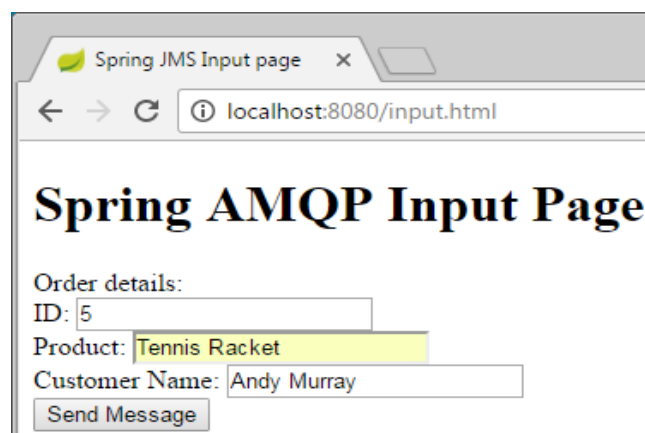 Spring JMS Input page
localhost:8080/input.html
Spring AMQP Input Page
Order details:
ID: 5
Product: Tennis Racket
Customer Name: Andy Murray
Send Message